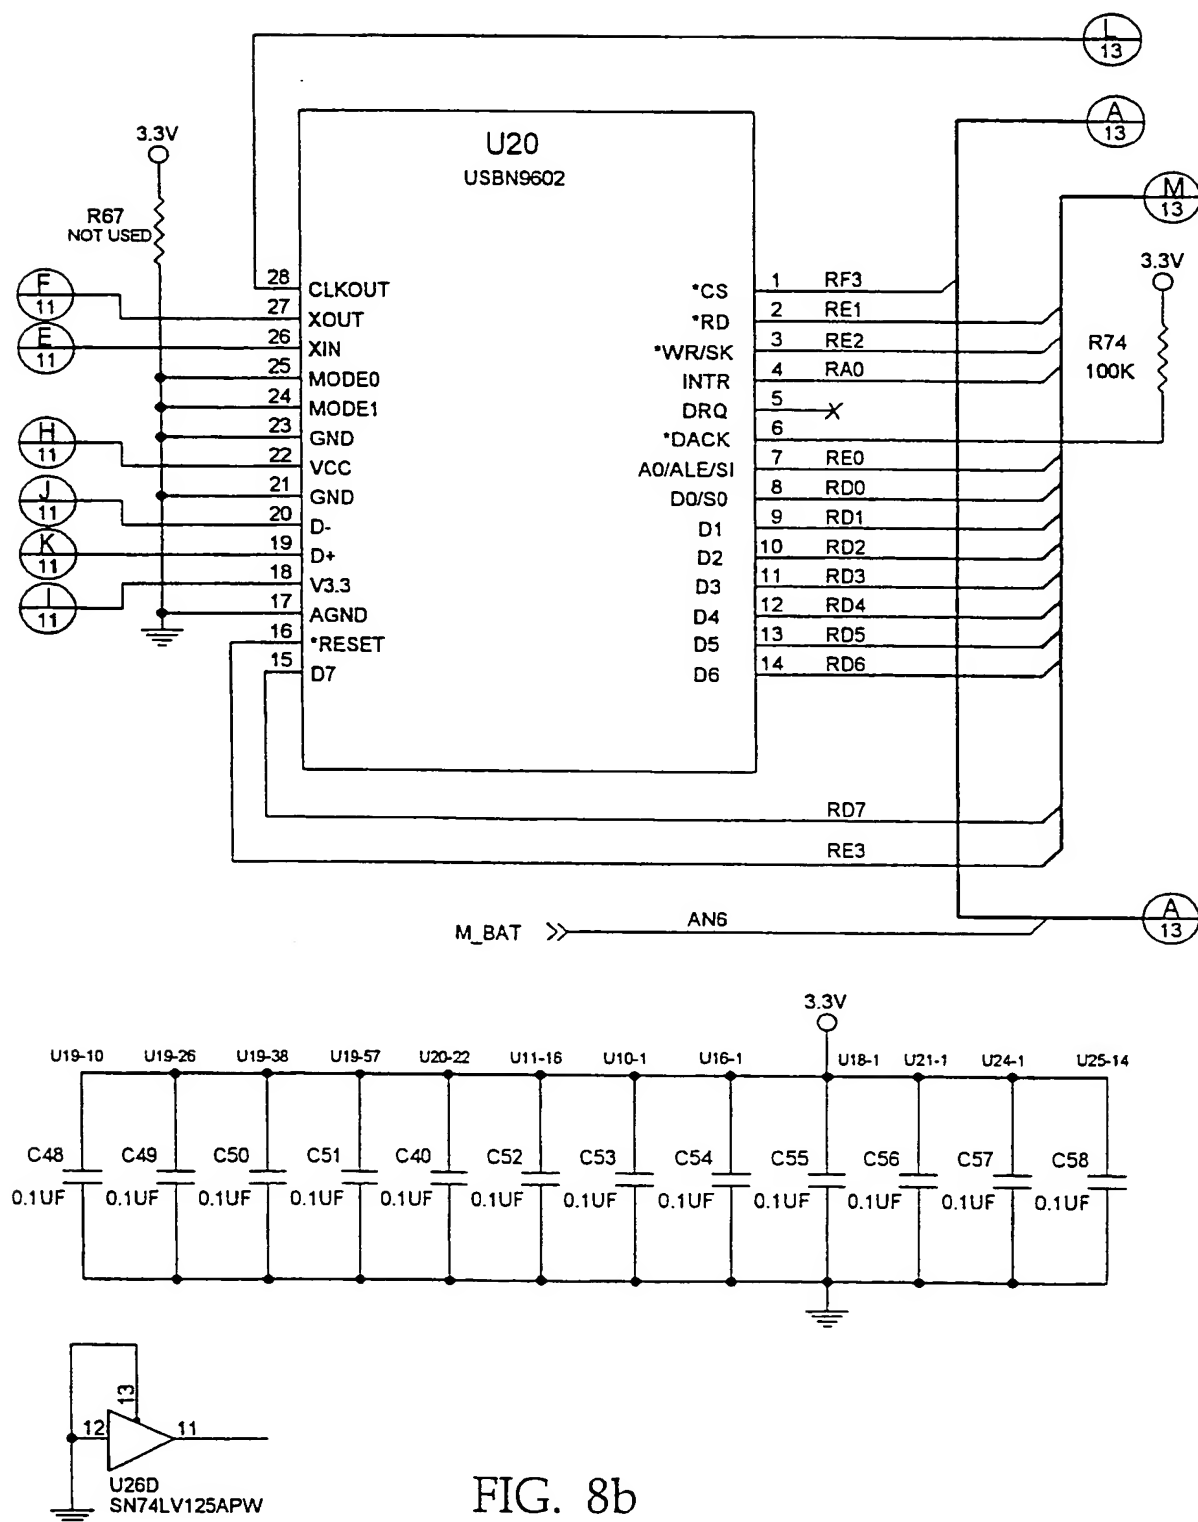 L
13
A
13
3.3V
U20
USBN9602
M
13
R67
NOT USED
3.3V
F
11
28
CLKOUT
*CS
1
RF3
27
XOUT
*RD
2
RE1
E
11
26
XIN
*WR/SK
3
RE2
R74
100K
25
MODE0
INTR
4
RA0
24
MODE1
DRQ
5
X
H
11
23
GND
*DACK
6
22
VCC
A0/ALE/SI
7
RE0
J
11
21
GND
D0/S0
8
RD0
20
D-
D1
9
RD1
K
11
19
D+
D2
10
RD2
18
V3.3
D3
11
RD3
I
11
17
AGND
D4
12
RD4
16
*RESET
D5
13
RD5
15
D7
D6
14
RD6
RD7
RE3
M_BAT
AN6
A
13
3.3V
U19-10 U19-26 U19-38 U19-57 U20-22 U11-16 U10-1 U16-1 U18-1 U21-1 U24-1 U25-14
C48 C49 C50 C51 C40 C52 C53 C54 C55 C56 C57 C58
0.1UF 0.1UF 0.1UF 0.1UF 0.1UF 0.1UF 0.1UF 0.1UF 0.1UF 0.1UF 0.1UF 0.1UF
13
12
11
U26D
SN74LV125APW
FIG. 8b